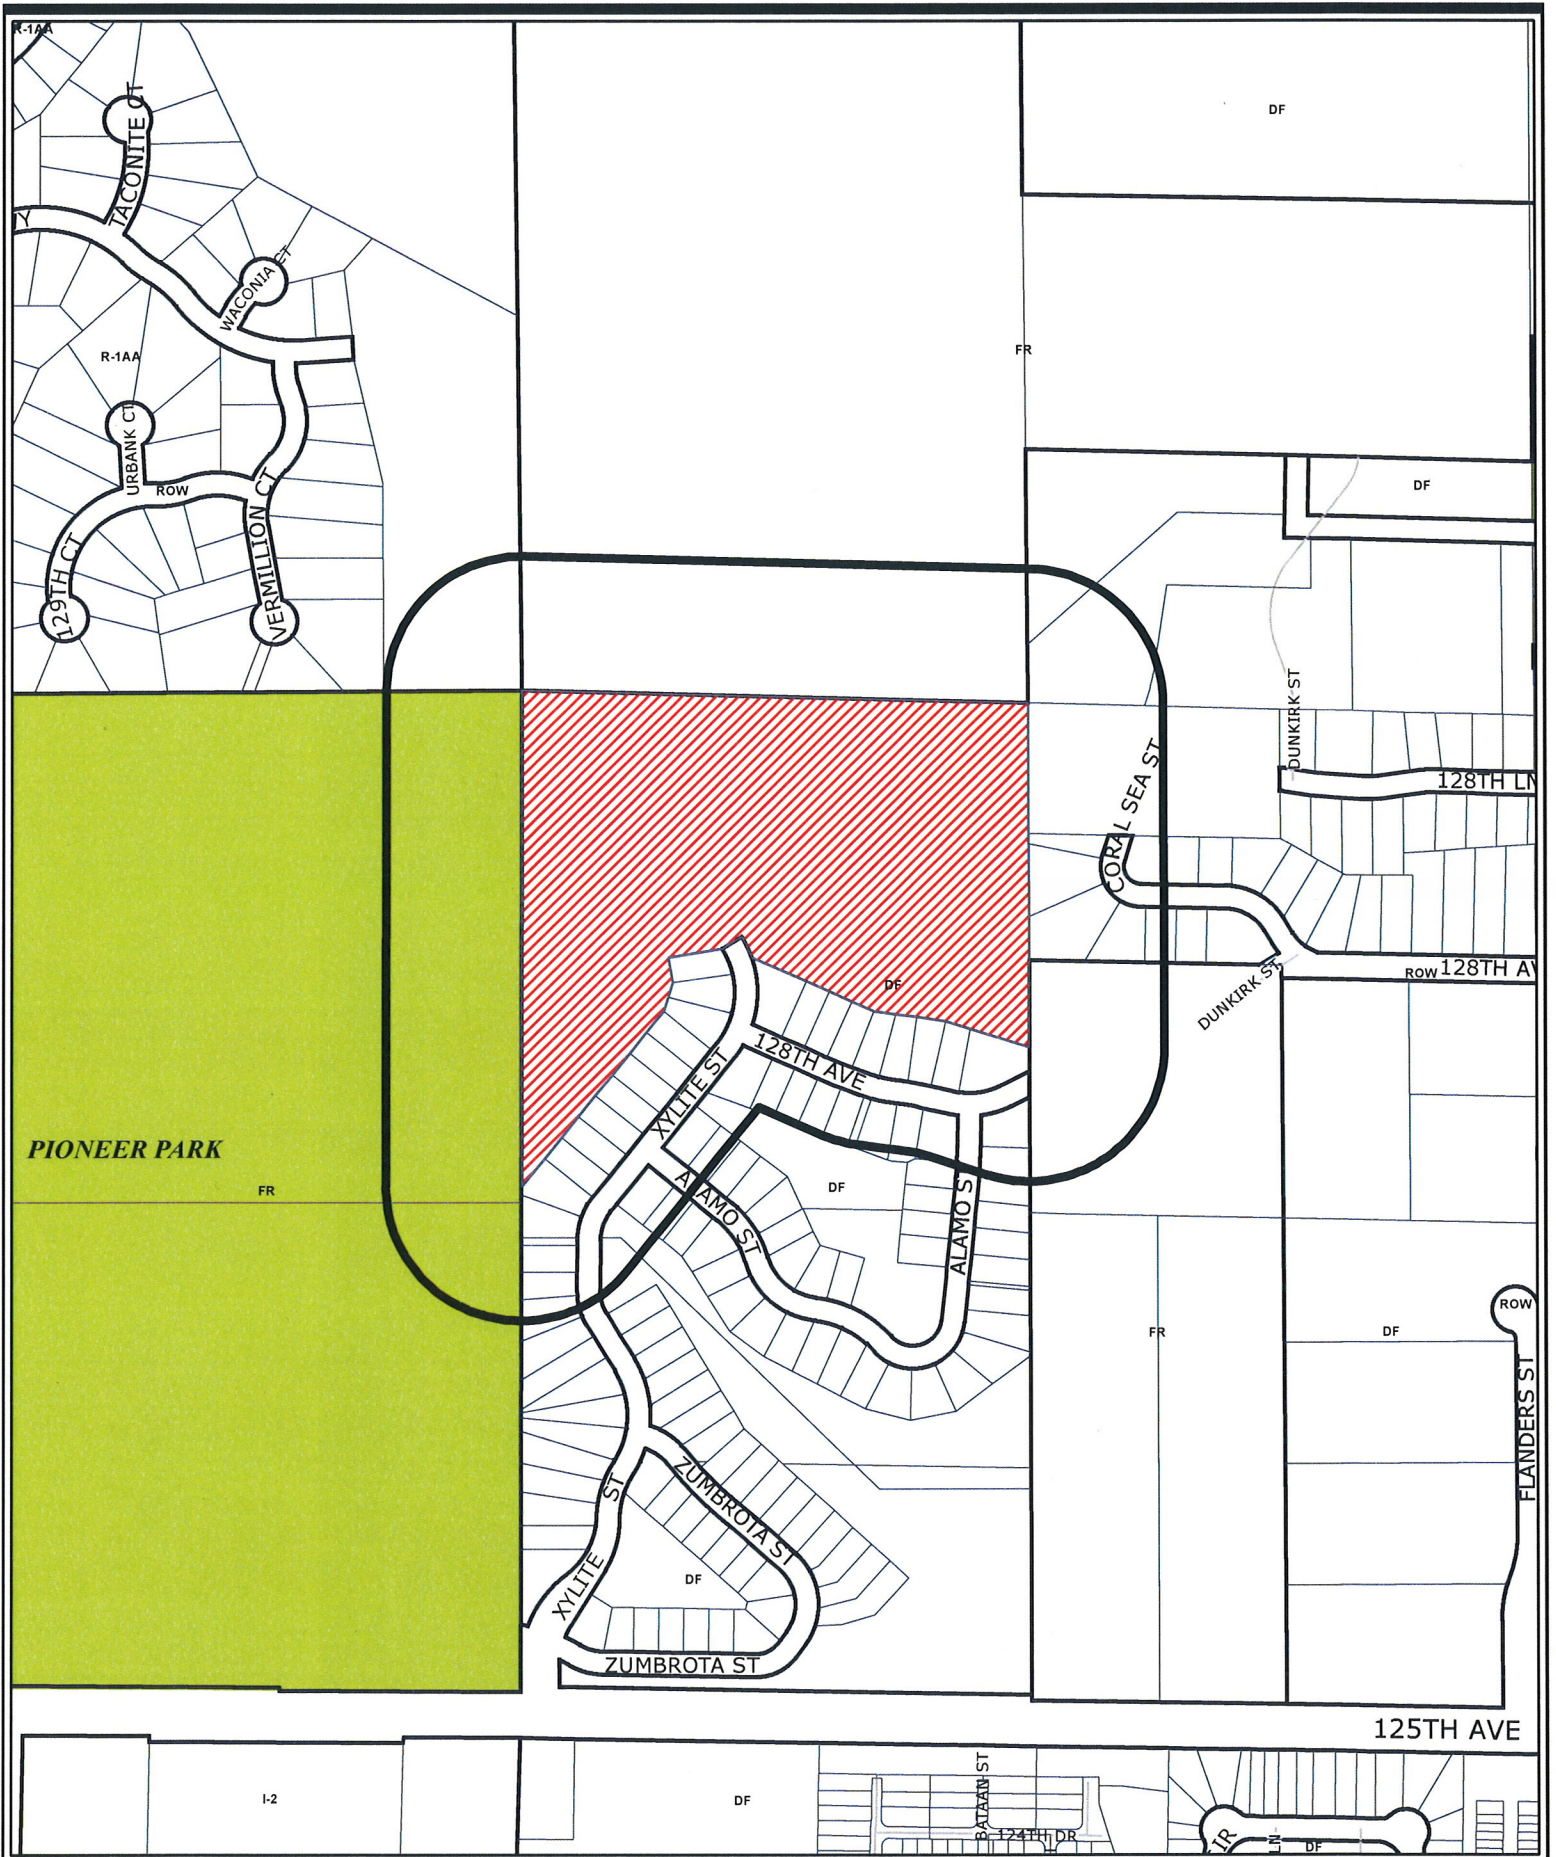 R-1AA
TACONITE CT
DF
Y
WACONIA CT
R-1AA
FR
URBANK CT
ROW
DF
129TH CT
VERMILLION CT
DUNKIRK ST
CORAL SEA ST
128TH LN
DF
ROW
128TH AV
DUNKIRK ST
128TH AVE
XYLITE ST
PIONEER PARK
FR
ALAMO ST
DF
ALAMO S
ROW
FR
DF
FLANDERS ST
ZUMBROTA ST
XYLITE ST
DF
ZUMBROTA ST
125TH AVE
I-2
DF
BATAAN ST
124TH DR
IR
LN
DF